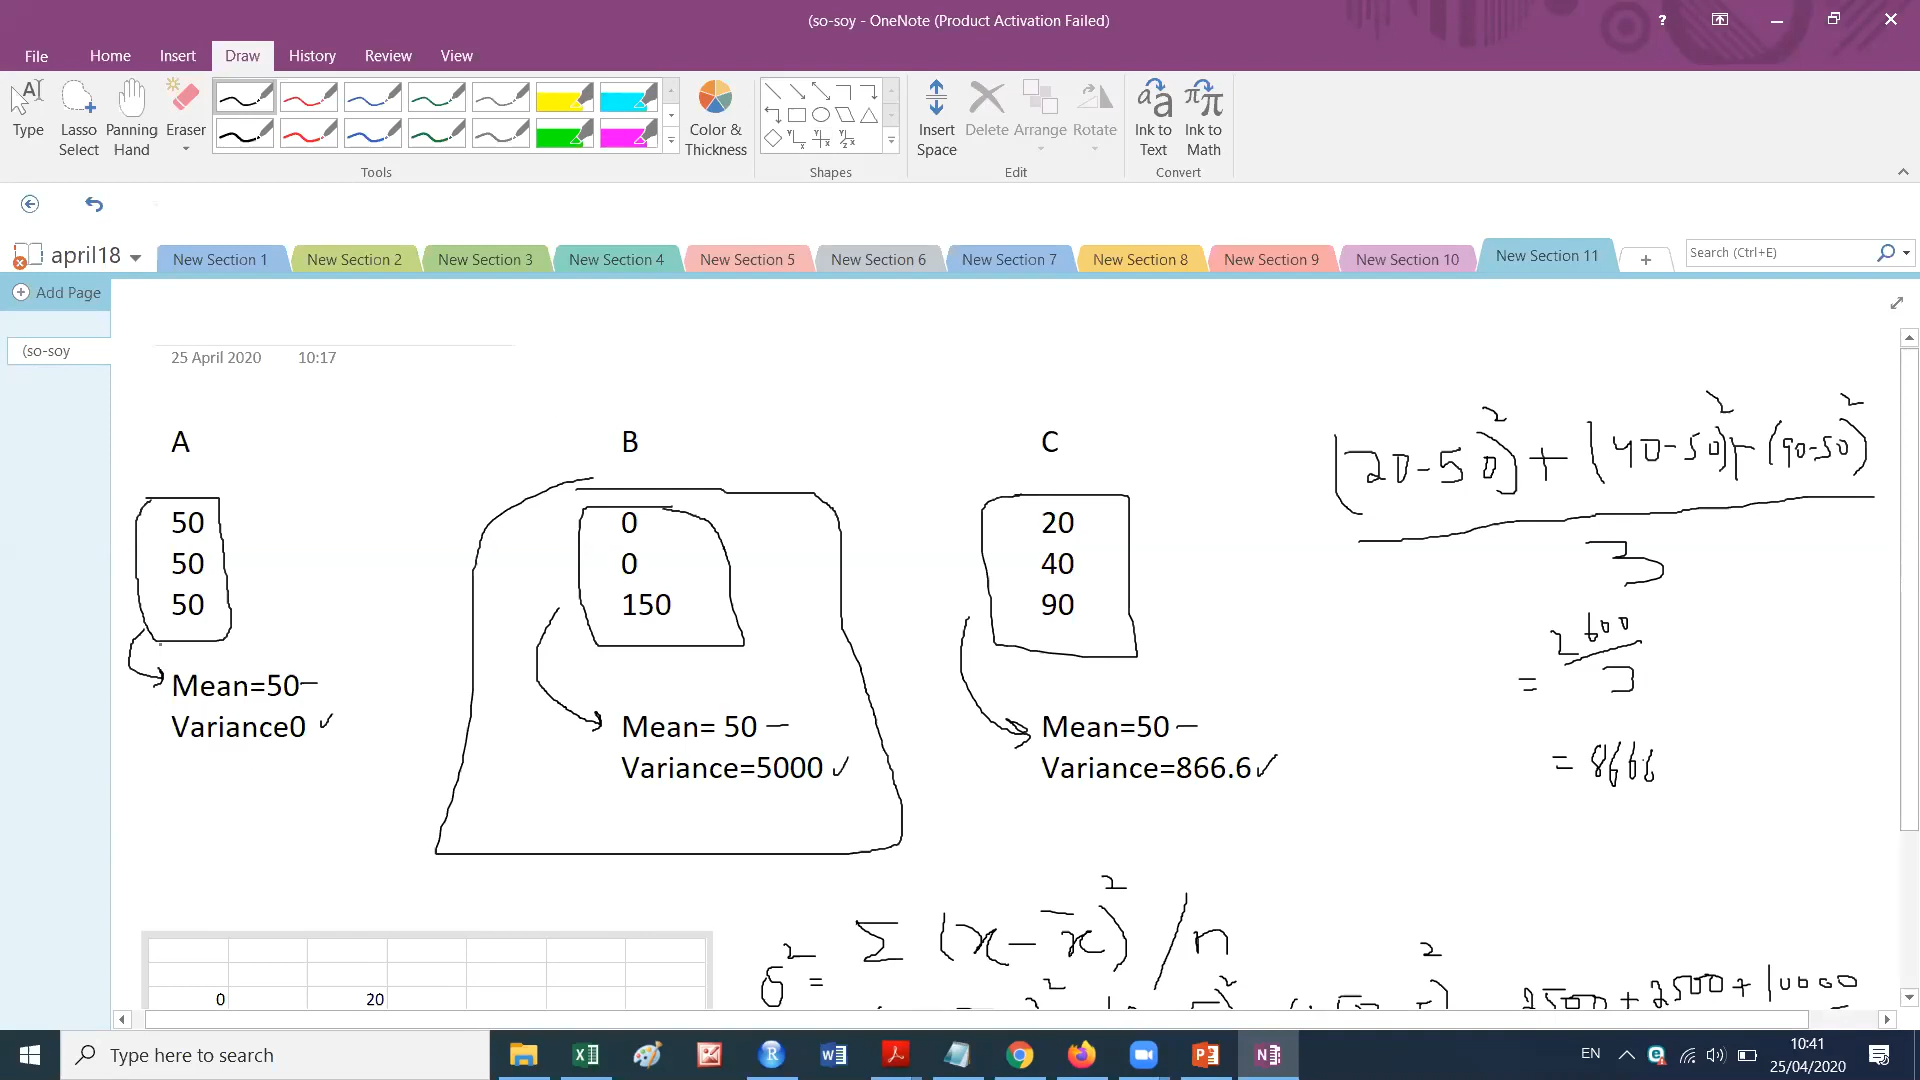 (so-soy - OneNote (Product Activation Failed)
File Home Insert Draw History Review View
Type Lasso Select Panning Hand Eraser Color & Thickness Insert Space Delete Arrange Rotate Ink to Text Ink to Math
Tools Shapes Edit Convert
april18 New Section 1 New Section 2 New Section 3 New Section 4 New Section 5 New Section 6 New Section 7 New Section 8 New Section 9 New Section 10 New Section 11 + Search (Ctrl+E)
Add Page
(so-soy
25 April 2020 10:17
A
50
50
50
Mean=50
Variance0
B
0
0
150
Mean= 50
Variance=5000
C
20
40
90
Mean=50
Variance=866.6
(20-50)² + (40-50)² + (90-50)²
3
= 2600
3
= 866.6
σ² = Σ (x - x̄)² / n
2500 + 2500 + 10000
0 20
Type here to search
EN 10:41
25/04/2020